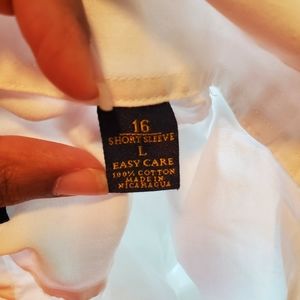 16
SHORT SLEEVE
L
EASY CARE
100% COTTON
MADE IN
NICARAGUA